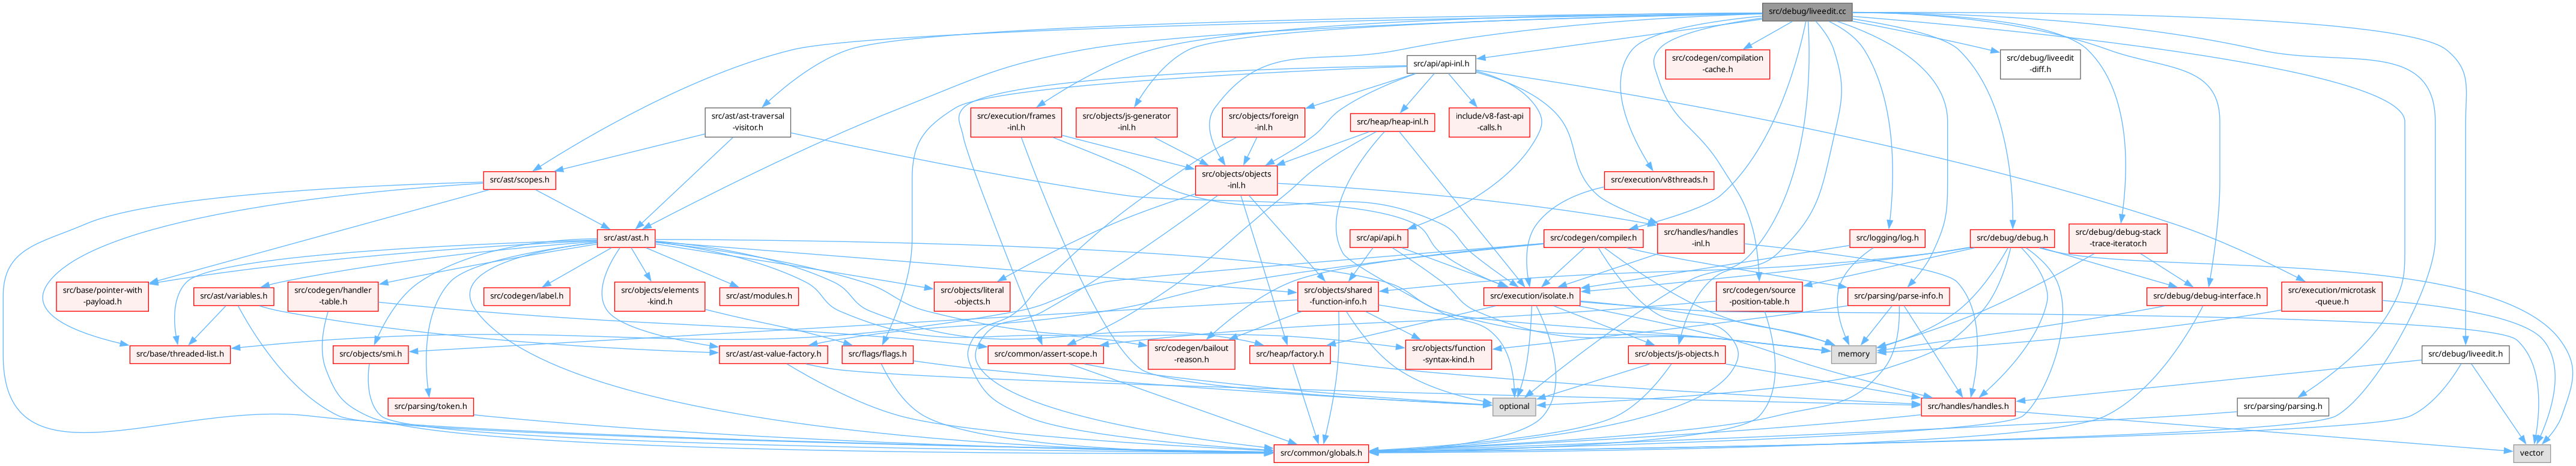 src/debug/liveedit.cc
src/codegen/compilation
-cache.h
src/debug/liveedit
-diff.h
src/api/api-inl.h
src/ast/ast-traversal
-visitor.h
src/execution/frames
-inl.h
src/objects/js-generator
-inl.h
src/objects/foreign
-inl.h
src/heap/heap-inl.h
include/v8-fast-api
-calls.h
src/ast/scopes.h
src/objects/objects
-inl.h
src/execution/v8threads.h
src/ast/ast.h
src/api/api.h
src/codegen/compiler.h
src/handles/handles
-inl.h
src/logging/log.h
src/debug/debug.h
src/debug/debug-stack
-trace-iterator.h
src/base/pointer-with
-payload.h
src/ast/variables.h
src/codegen/handler
-table.h
src/codegen/label.h
src/objects/elements
-kind.h
src/ast/modules.h
src/objects/literal
-objects.h
src/objects/shared
-function-info.h
src/execution/isolate.h
src/codegen/source
-position-table.h
src/parsing/parse-info.h
src/debug/debug-interface.h
src/execution/microtask
-queue.h
src/base/threaded-list.h
src/objects/smi.h
src/ast/ast-value-factory.h
src/flags/flags.h
src/common/assert-scope.h
src/codegen/bailout
-reason.h
src/heap/factory.h
src/objects/function
-syntax-kind.h
src/objects/js-objects.h
memory
src/debug/liveedit.h
src/parsing/token.h
optional
src/handles/handles.h
src/parsing/parsing.h
src/common/globals.h
vector